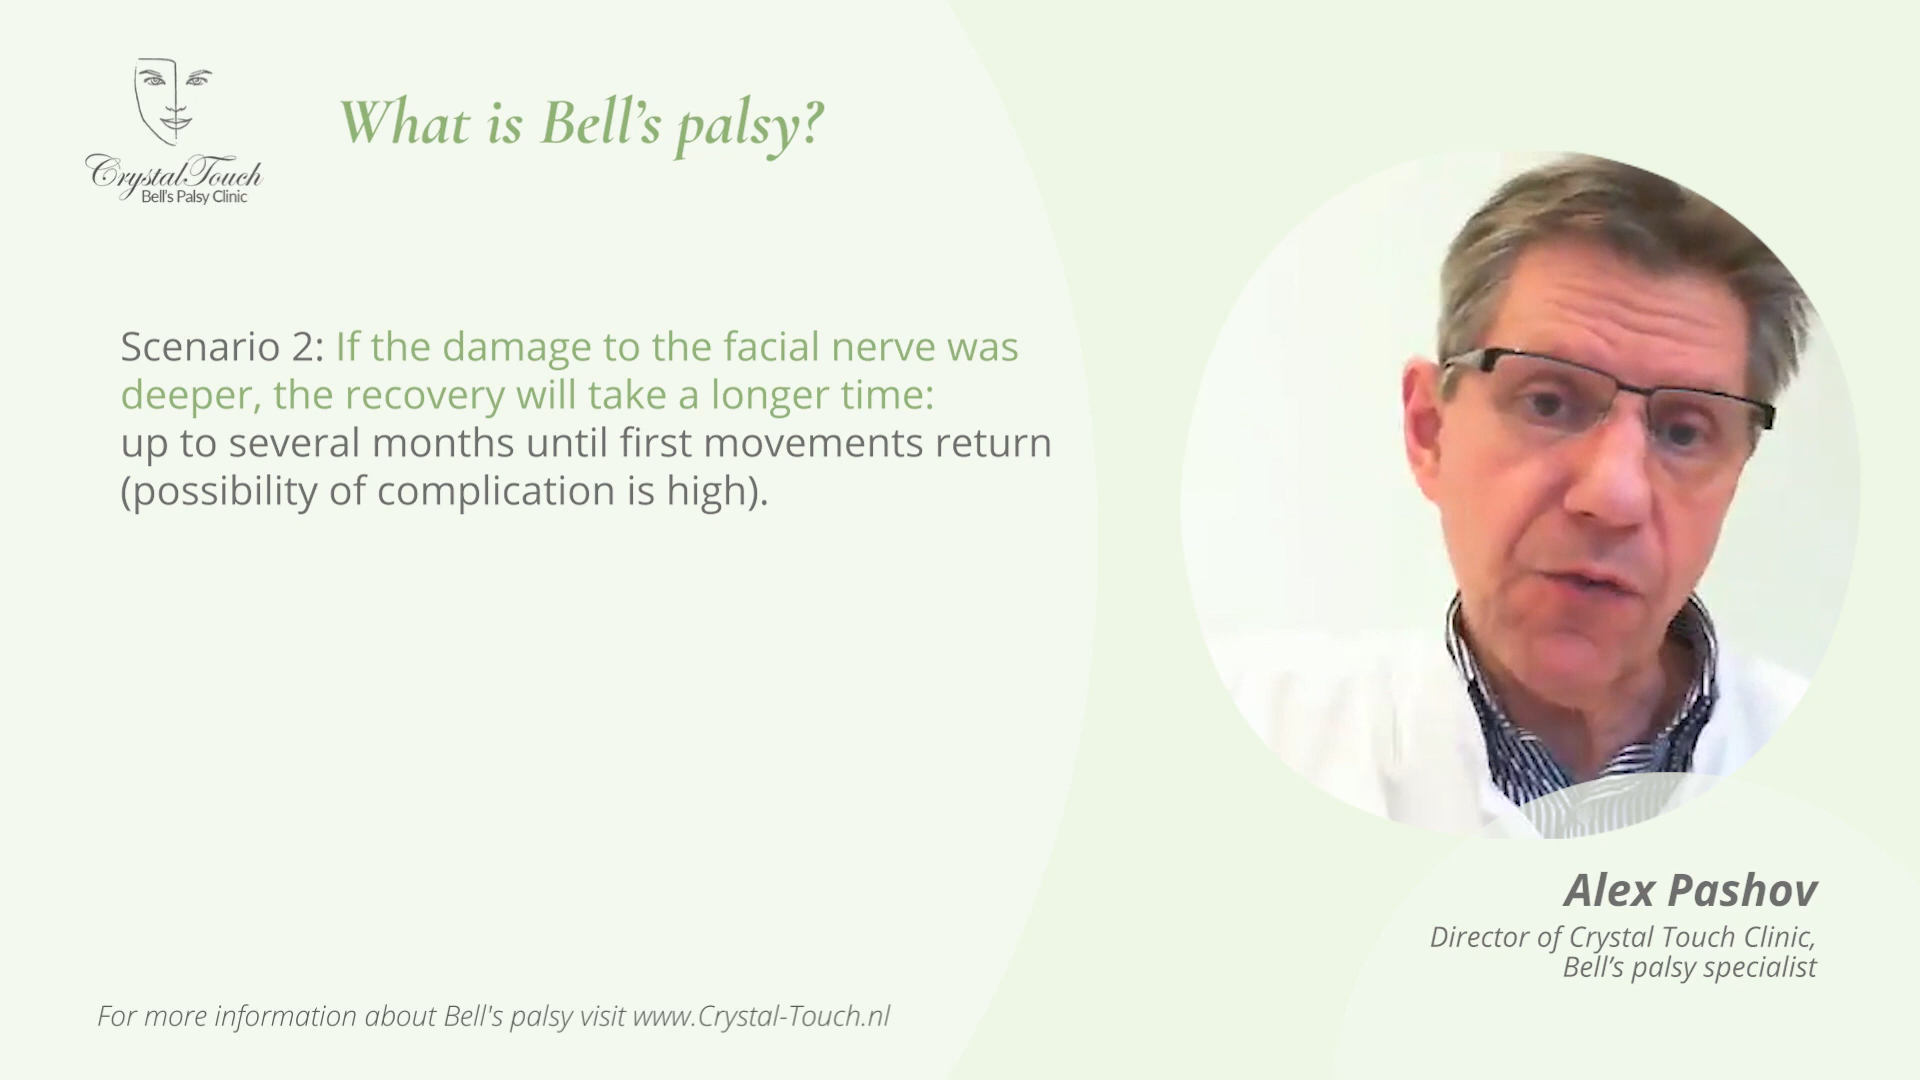 Crystal Touch
Bell's Palsy Clinic
What is Bell’s palsy?
Scenario 2: If the damage to the facial nerve was
deeper, the recovery will take a longer time:
up to several months until first movements return
(possibility of complication is high).
Alex Pashov
Director of Crystal Touch Clinic,
Bell’s palsy specialist
For more information about Bell's palsy visit www.Crystal-Touch.nl